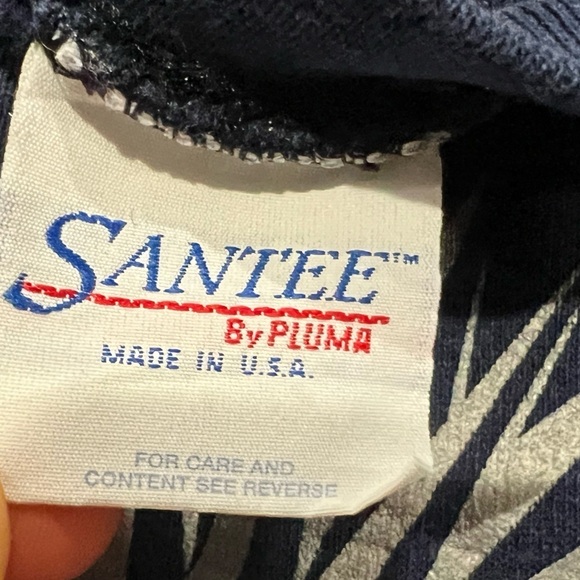 SANTEE™
By PLUMA
MADE IN U.S.A.
FOR CARE AND
CONTENT SEE REVERSE